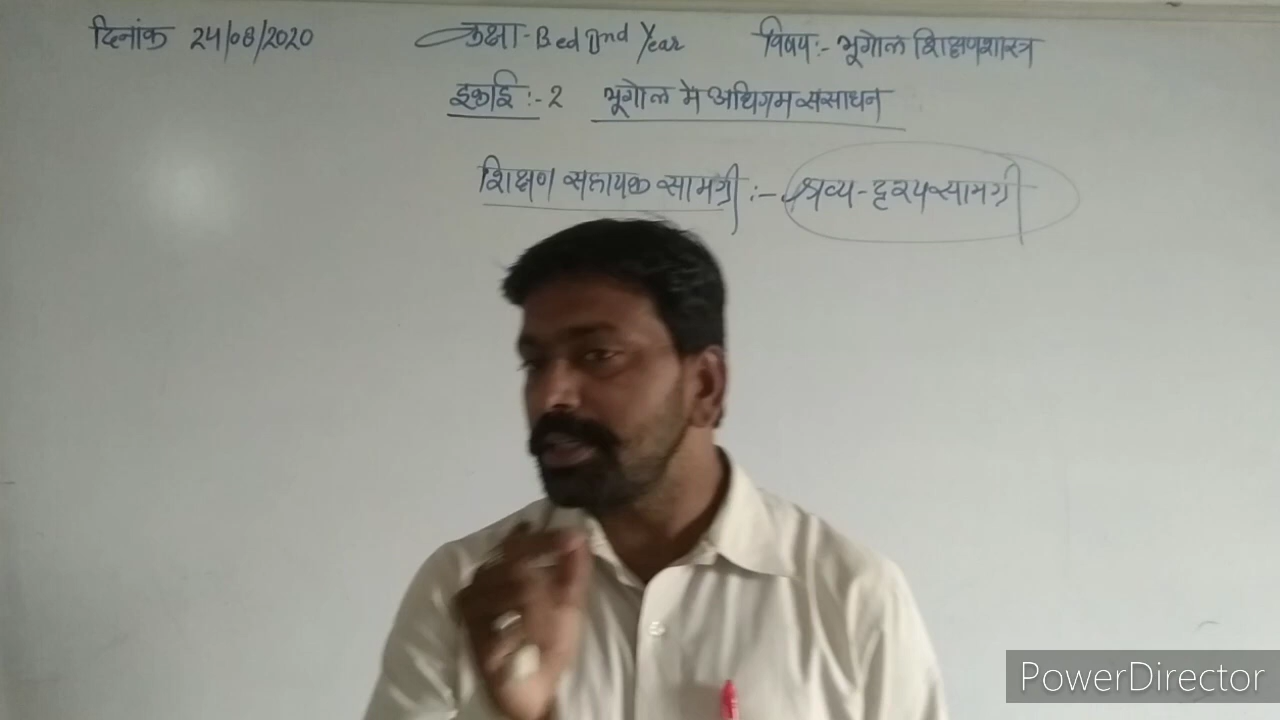 दिनांक 24/08/2020 कक्षा - Bed IInd Year विषय:- भूगोल शिक्षणशास्त्र
इकाई :- 2 भूगोल मे अधिगम संसाधन
शिक्षण सहायक सामग्री :- श्रव्य-दृश्य सामग्री
PowerDirector